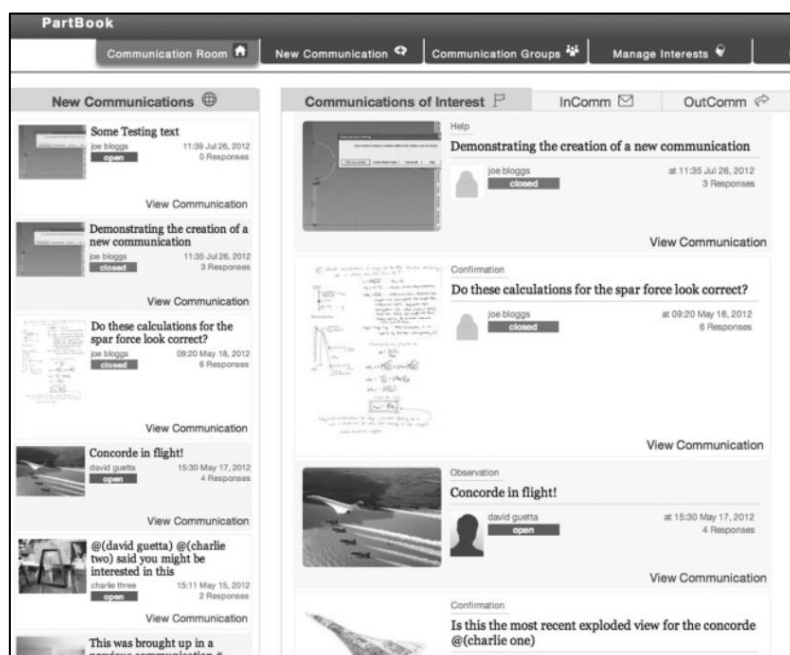 PartBook
Communication Room
New Communication
Communication Groups
Manage Interests
New Communications
Some Testing text
joe bloggs 11:39 Jul 26, 2012
open 0 Responses
View Communication
Demonstrating the creation of a
new communication
joe bloggs 11:35 Jul 26, 2012
closed 3 Responses
View Communication
Do these calculations for the
spar force look correct?
joe bloggs 09:20 May 18, 2012
closed 6 Responses
View Communication
Concorde in flight!
david guetta 15:30 May 17, 2012
open 4 Responses
View Communication
@(david guetta) @(charlie
two) said you might be
interested in this
charlie three 15:11 May 15, 2012
open 2 Responses
View Communication
This was brought up in a
Communications of Interest
InComm
OutComm
Help
Demonstrating the creation of a new communication
joe bloggs at 11:35 Jul 26, 2012
closed 3 Responses
View Communication
Confirmation
Do these calculations for the spar force look correct?
joe bloggs at 09:20 May 18, 2012
closed 6 Responses
View Communication
Observation
Concorde in flight!
david guetta at 15:30 May 17, 2012
open 4 Responses
View Communication
Confirmation
Is this the most recent exploded view for the concorde
@(charlie one)